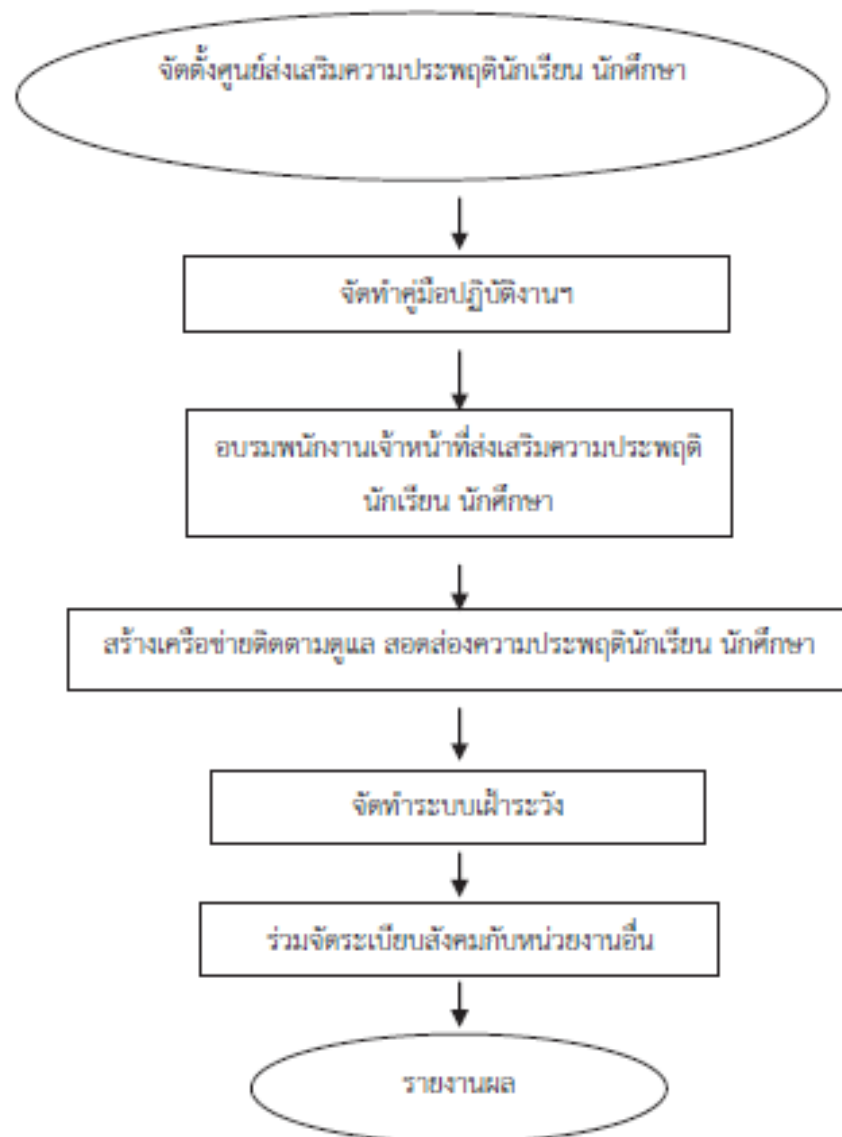 จัดตั้งศูนย์ส่งเสริมความประพฤตินักเรียน นักศึกษา
จัดทำคู่มือปฏิบัติงานฯ
อบรมพนักงานเจ้าหน้าที่ส่งเสริมความประพฤติ
นักเรียน นักศึกษา
สร้างเครือข่ายติดตามดูแล สอดส่องความประพฤตินักเรียน นักศึกษา
จัดทำระบบเฝ้าระวัง
ร่วมจัดระเบียบสังคมกับหน่วยงานอื่น
รายงานผล